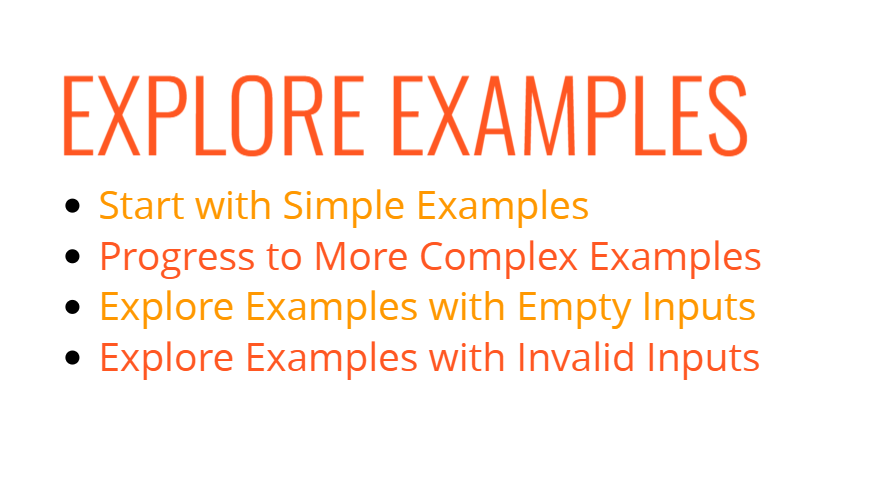 EXPLORE EXAMPLES
• Start with Simple Examples
• Progress to More Complex Examples
• Explore Examples with Empty Inputs
• Explore Examples with Invalid Inputs